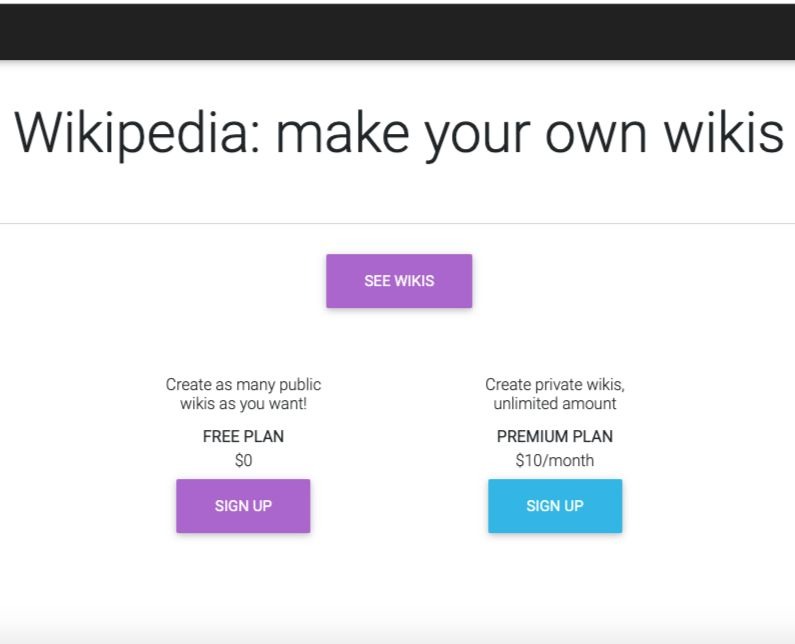 Wikipedia: make your own wikis
SEE WIKIS
Create as many public
wikis as you want!
FREE PLAN
$0
SIGN UP
Create private wikis,
unlimited amount
PREMIUM PLAN
$10/month
SIGN UP